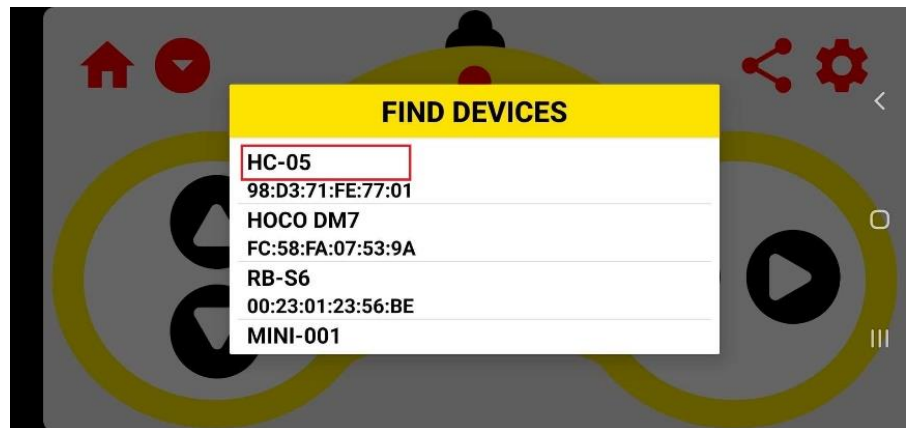 FIND DEVICES
HC-05
98:D3:71:FE:77:01
HOCO DM7
FC:58:FA:07:53:9A
RB-S6
00:23:01:23:56:BE
MINI-001